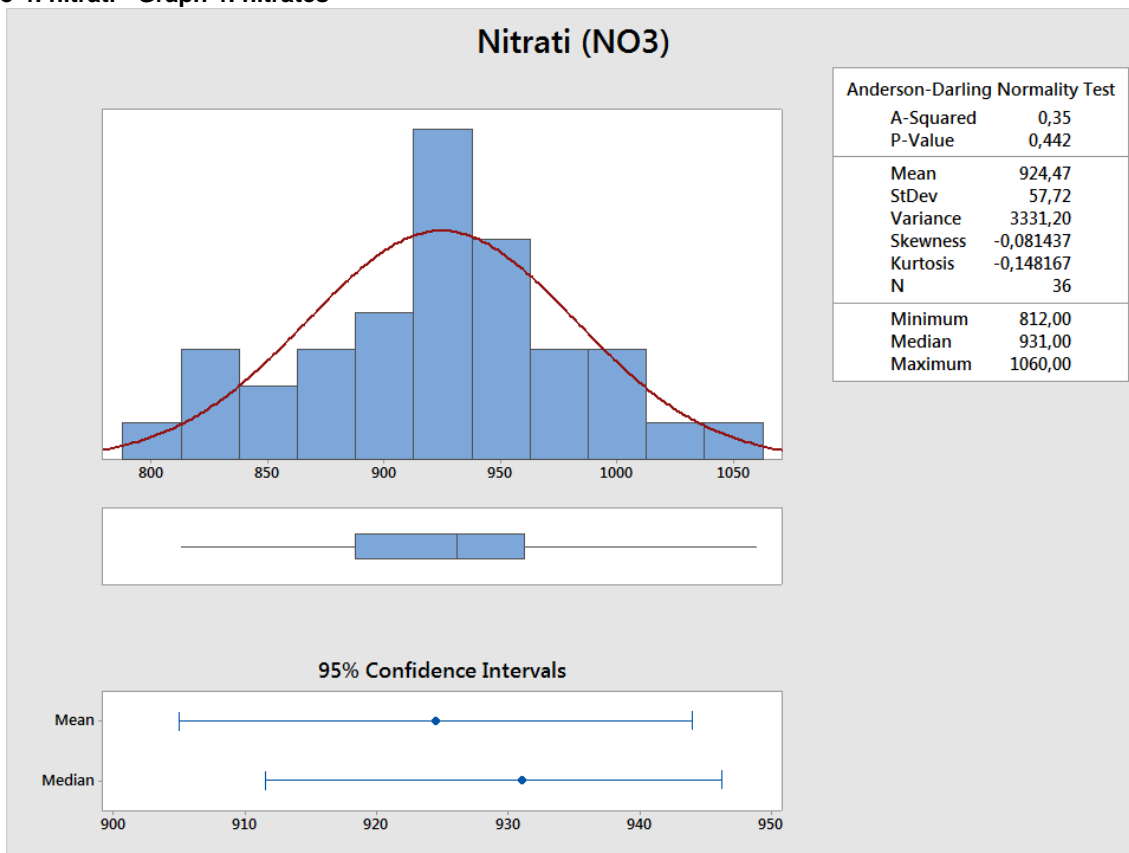 Nitrati (NO3)
Anderson-Darling Normality Test
A-Squared 0,35
P-Value 0,442
Mean 924,47
StDev 57,72
Variance 3331,20
Skewness -0,081437
Kurtosis -0,148167
N 36
Minimum 812,00
Median 931,00
Maximum 1060,00
800 850 900 950 1000 1050
95% Confidence Intervals
Mean
Median
900 910 920 930 940 950